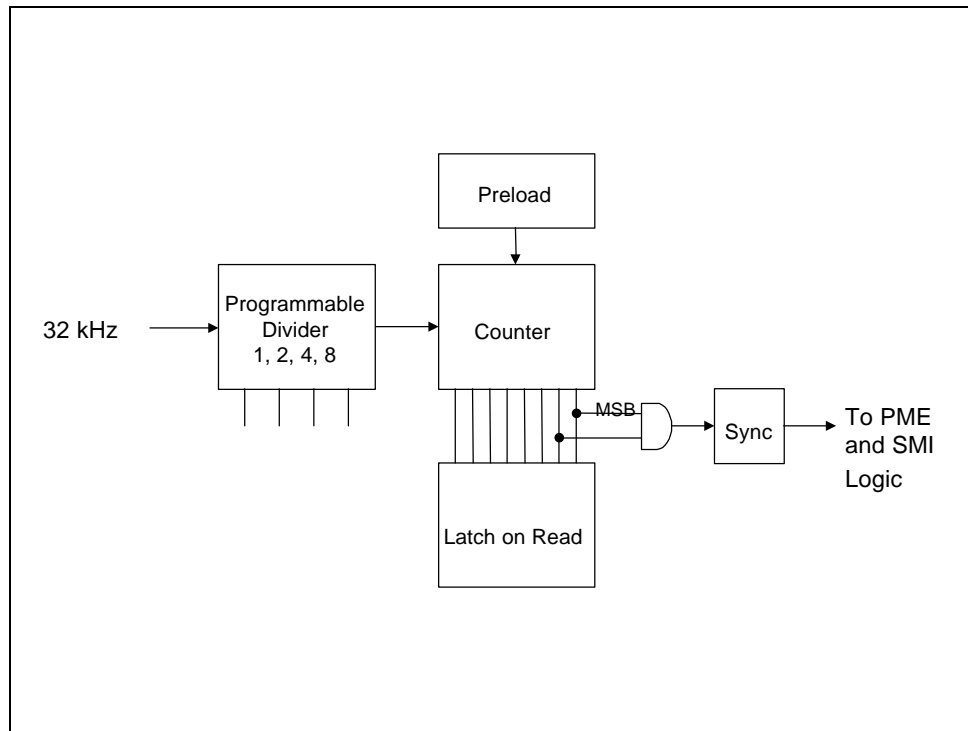 Preload
Programmable
Divider
1, 2, 4, 8
32 kHz
Counter
MSB
Sync
To PME
and SMI
Logic
Latch on Read